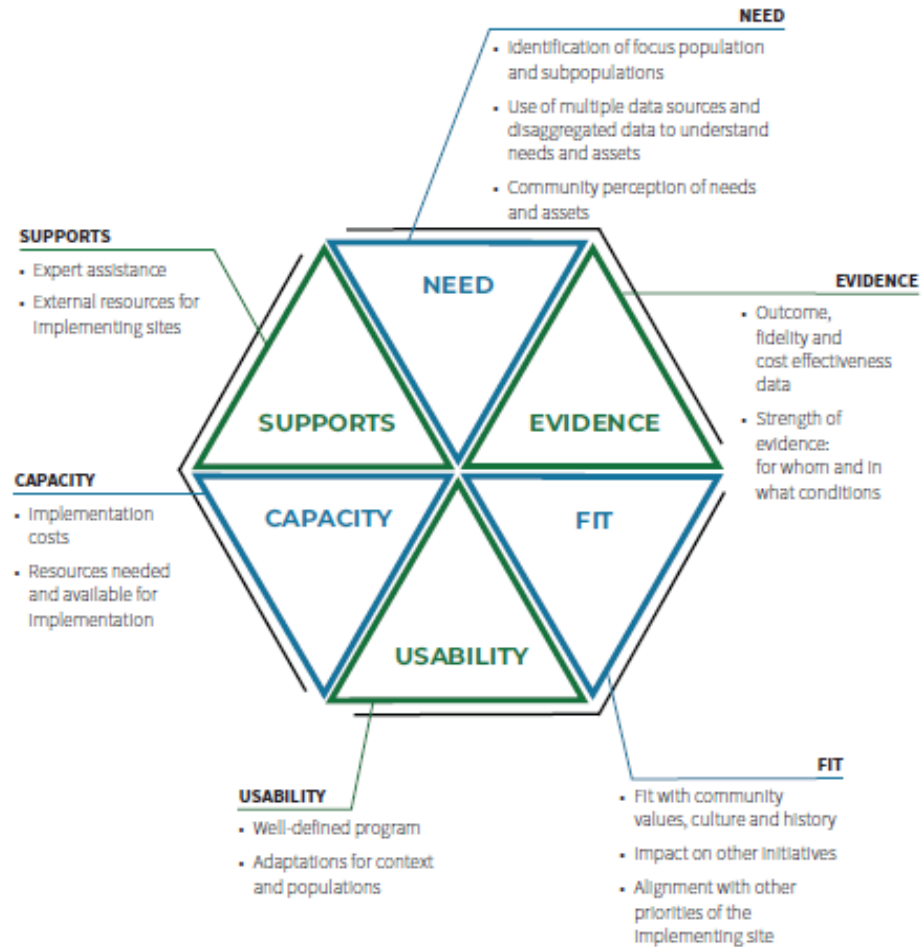 NEED
▪ Identification of focus population
and subpopulations
▪ Use of multiple data sources and
disaggregated data to understand
needs and assets
▪ Community perception of needs
and assets
SUPPORTS
▪ Expert assistance
▪ External resources for
implementing sites
EVIDENCE
▪ Outcome,
fidelity and
cost effectiveness
data
▪ Strength of
evidence:
for whom and in
what conditions
NEED
SUPPORTS
EVIDENCE
CAPACITY
FIT
USABILITY
CAPACITY
▪ Implementation
costs
▪ Resources needed
and available for
implementation
USABILITY
▪ Well-defined program
▪ Adaptations for context
and populations
FIT
▪ Fit with community
values, culture and history
▪ Impact on other initiatives
▪ Alignment with other
priorities of the
implementing site